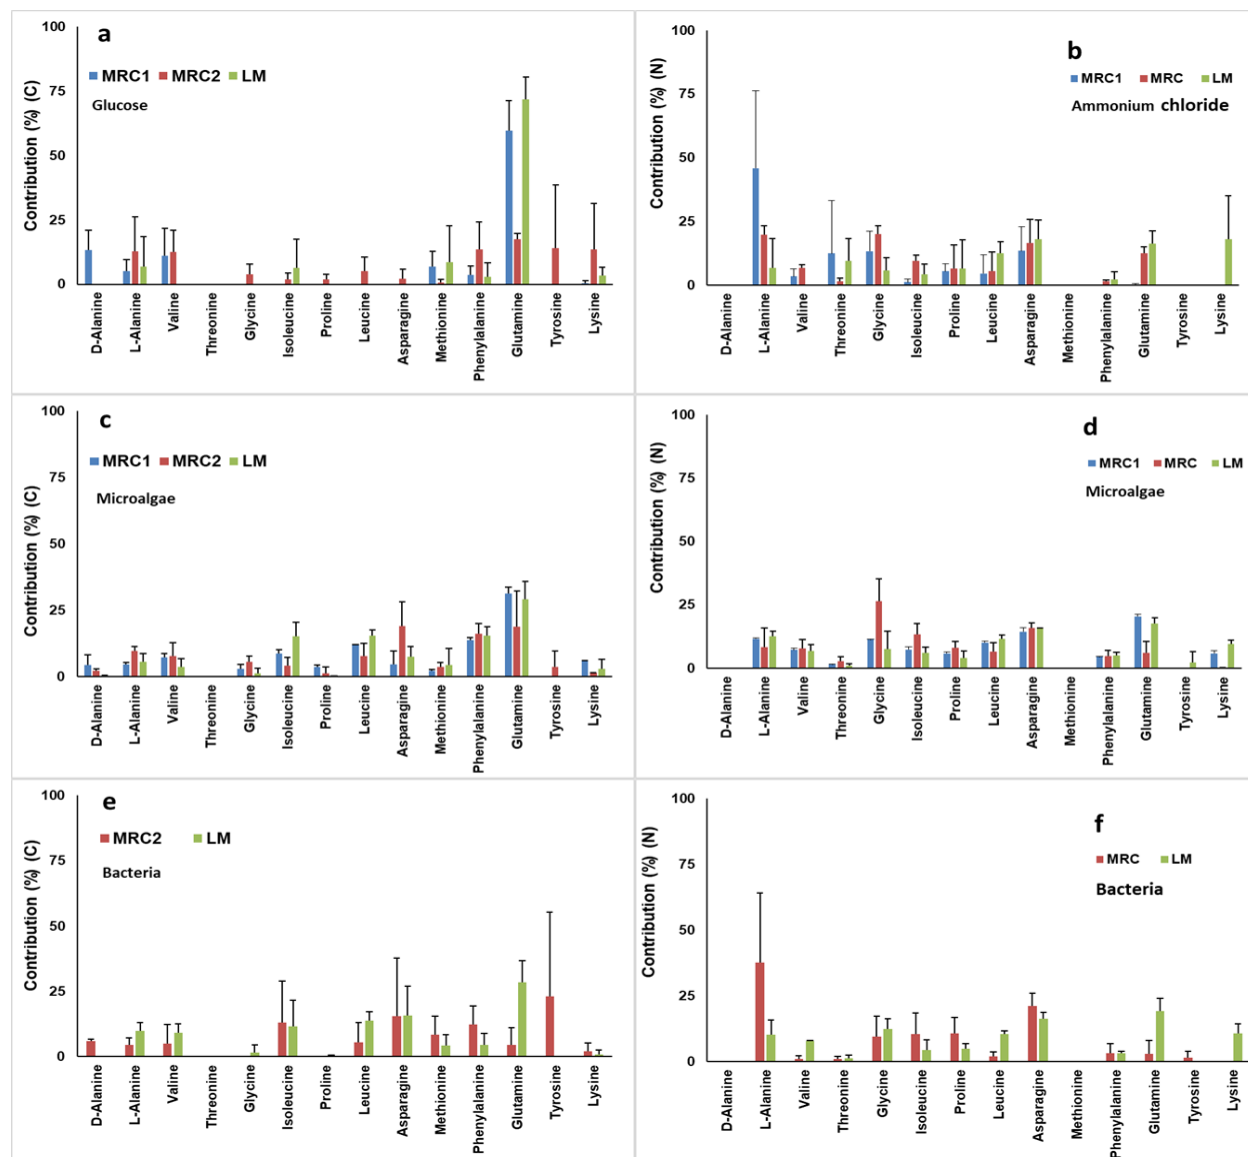 a
MRC1 MRC2 LM
Glucose
Contribution (%) (C)
100
75
50
25
0
D-Alanine L-Alanine Valine Threonine Glycine Isoleucine Proline Leucine Asparagine Methionine Phenylalanine Glutamine Tyrosine Lysine
b
MRC1 MRC LM
Ammonium chloride
Contribution (%) (N)
100
75
50
25
0
D-Alanine L-Alanine Valine Threonine Glycine Isoleucine Proline Leucine Asparagine Methionine Phenylalanine Glutamine Tyrosine Lysine
c
MRC1 MRC2 LM
Microalgae
Contribution (%) (C)
100
75
50
25
0
D-Alanine L-Alanine Valine Threonine Glycine Isoleucine Proline Leucine Asparagine Methionine Phenylalanine Glutamine Tyrosine Lysine
d
MRC1 MRC LM
Microalgae
Contribution (%) (N)
100
75
50
25
0
D-Alanine L-Alanine Valine Threonine Glycine Isoleucine Proline Leucine Asparagine Methionine Phenylalanine Glutamine Tyrosine Lysine
e
MRC2 LM
Bacteria
Contribution (%) (C)
100
75
50
25
0
D-Alanine L-Alanine Valine Threonine Glycine Isoleucine Proline Leucine Asparagine Methionine Phenylalanine Glutamine Tyrosine Lysine
f
MRC LM
Bacteria
Contribution (%) (N)
100
75
50
25
0
D-Alanine L-Alanine Valine Threonine Glycine Isoleucine Proline Leucine Asparagine Methionine Phenylalanine Glutamine Tyrosine Lysine